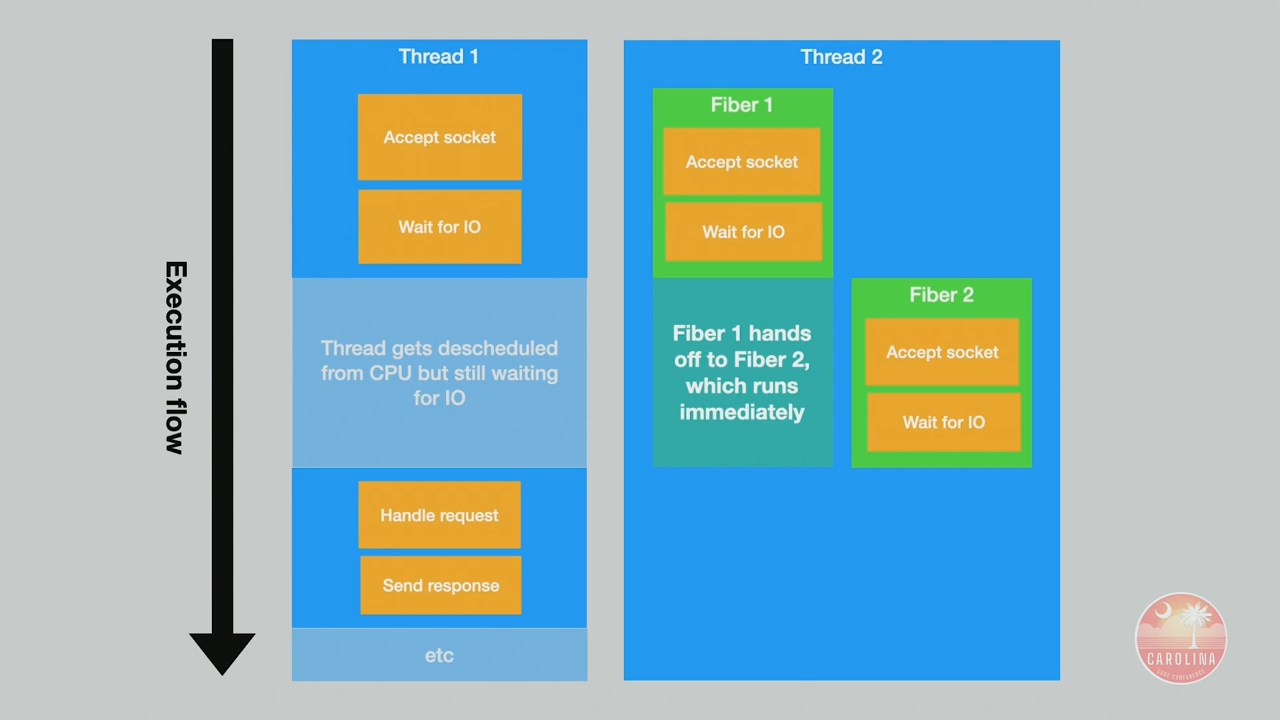 Execution flow
Thread 1
Accept socket
Wait for IO
Thread gets descheduled
from CPU but still waiting
for IO
Handle request
Send response
etc
Thread 2
Fiber 1
Accept socket
Wait for IO
Fiber 1 hands
off to Fiber 2,
which runs
immediately
Fiber 2
Accept socket
Wait for IO
CAROLINA
CODE CONFERENCE